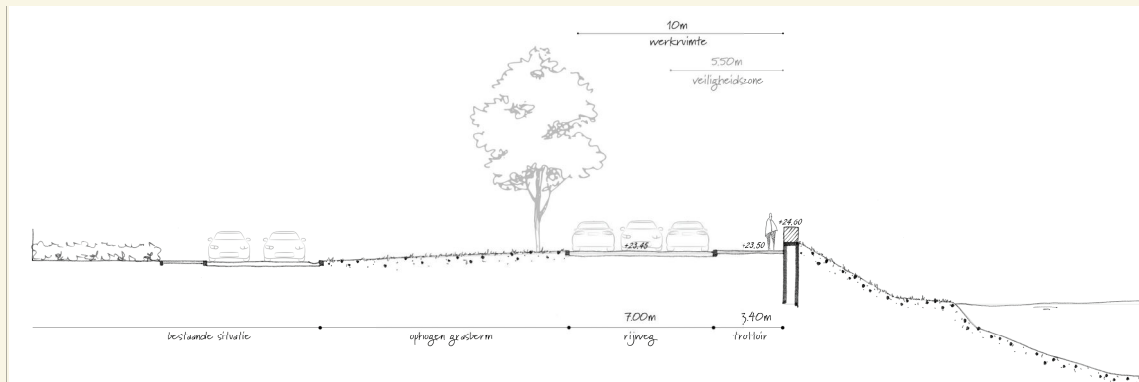 10m
werkruimte
5.50m
veiligheidszone
+24,60
+23,45
+23,50
7.00m
3,40m
bestaande situatie
ophogen grasberm
rijweg
trottoir